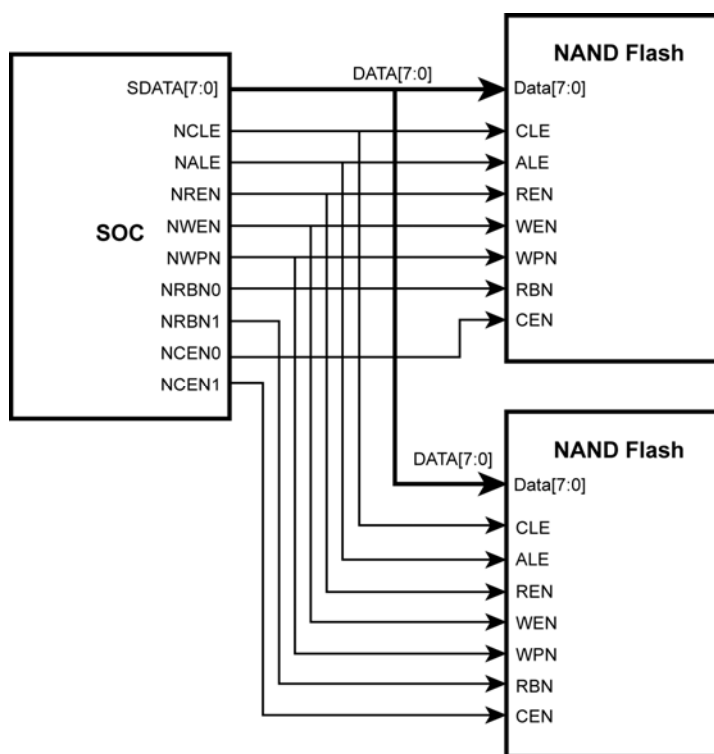 SOC
SDATA[7:0]
NCLE
NALE
NREN
NWEN
NWPN
NRBN0
NRBN1
NCEN0
NCEN1
DATA[7:0]
NAND Flash
Data[7:0]
CLE
ALE
REN
WEN
WPN
RBN
CEN
DATA[7:0]
NAND Flash
Data[7:0]
CLE
ALE
REN
WEN
WPN
RBN
CEN